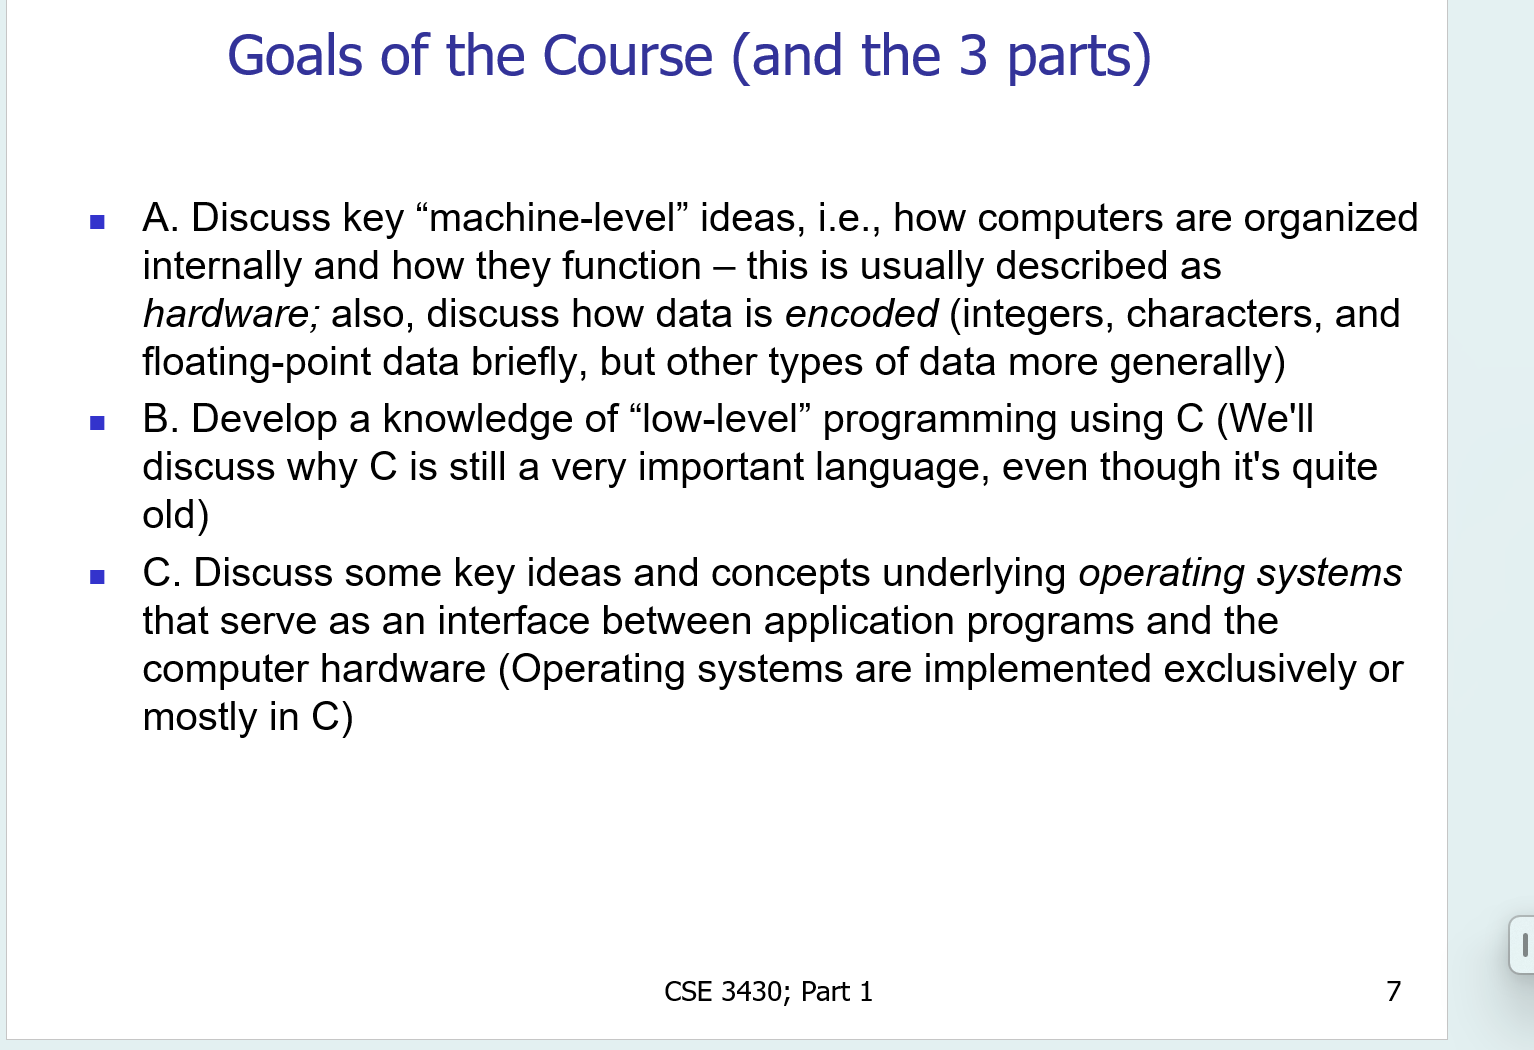 Goals of the Course (and the 3 parts)
A. Discuss key “machine-level” ideas, i.e., how computers are organized
internally and how they function – this is usually described as
hardware; also, discuss how data is encoded (integers, characters, and
floating-point data briefly, but other types of data more generally)
B. Develop a knowledge of “low-level” programming using C (We'll
discuss why C is still a very important language, even though it's quite
old)
C. Discuss some key ideas and concepts underlying operating systems
that serve as an interface between application programs and the
computer hardware (Operating systems are implemented exclusively or
mostly in C)
CSE 3430; Part 1
7